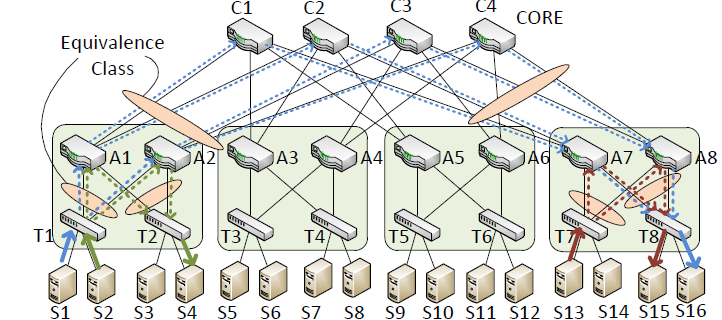 C1 C2 C3 C4 CORE
Equivalence
Class
A1 A2 A3 A4 A5 A6 A7 A8
T1 T2 T3 T4 T5 T6 T7 T8
S1 S2 S3 S4 S5 S6 S7 S8 S9 S10 S11 S12 S13 S14 S15 S16